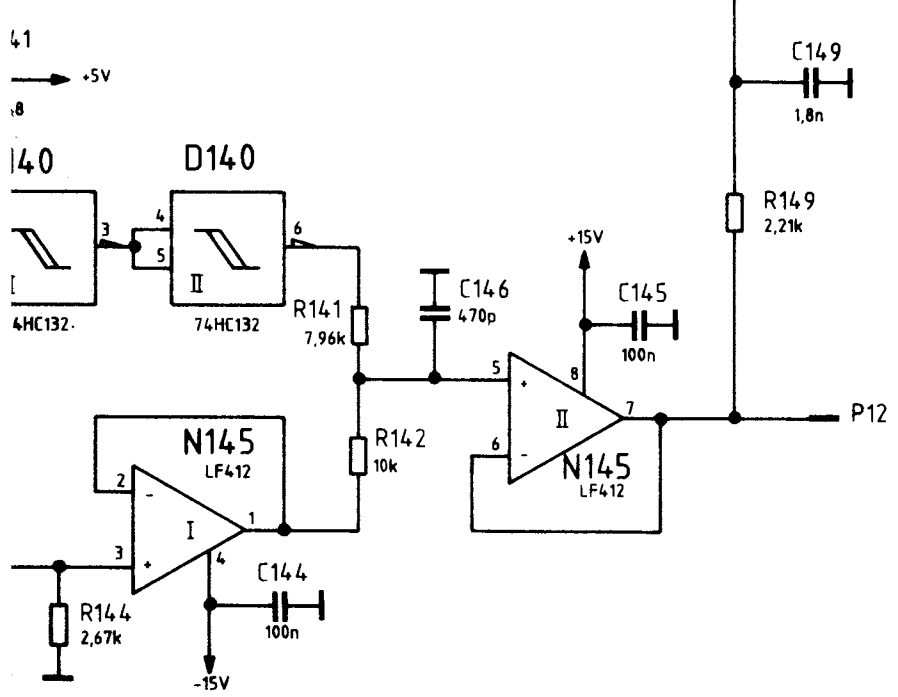 41
+5V
8
140
D140
3
4
5
6
I
II
4HC132.
74HC132
R141
7,96k
C146
470p
C149
1,8n
R149
2,21k
+15V
C145
100n
5
8
+
II
7
6
-
N145
LF412
P12
R142
10k
N145
LF412
2
-
I
1
3
+
4
C144
100n
R144
2,67k
-15V